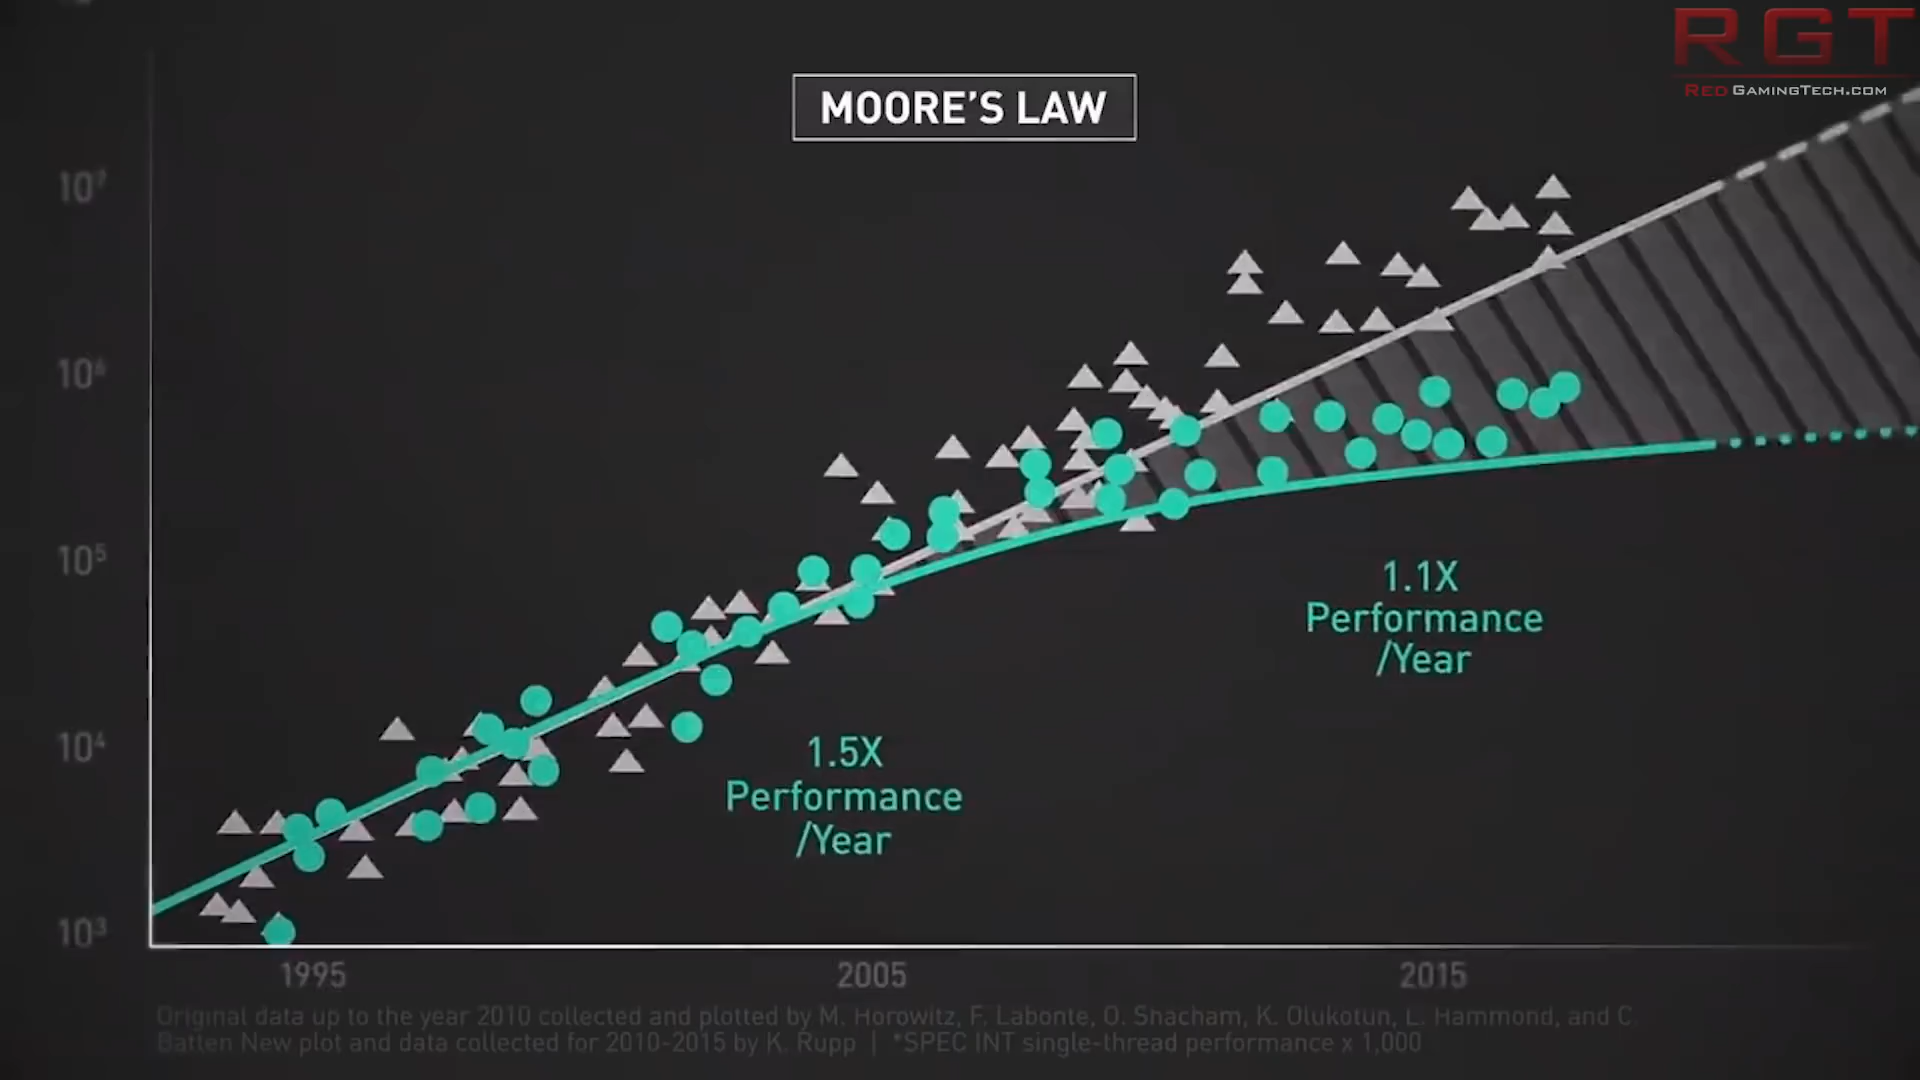 RGT
REDGAMINGTECH.COM
MOORE'S LAW
10⁷
10⁶
10⁵
10⁴
10³
1.1X
Performance
/Year
1.5X
Performance
/Year
1995
2005
2015
Original data up to the year 2010 collected and plotted by M. Horowitz, F. Labonte, O. Shacham, K. Olukotun, L. Hammond, and C.
Batten New plot and data collected for 2010-2015 by K. Rupp | *SPEC INT single-thread performance x 1,000